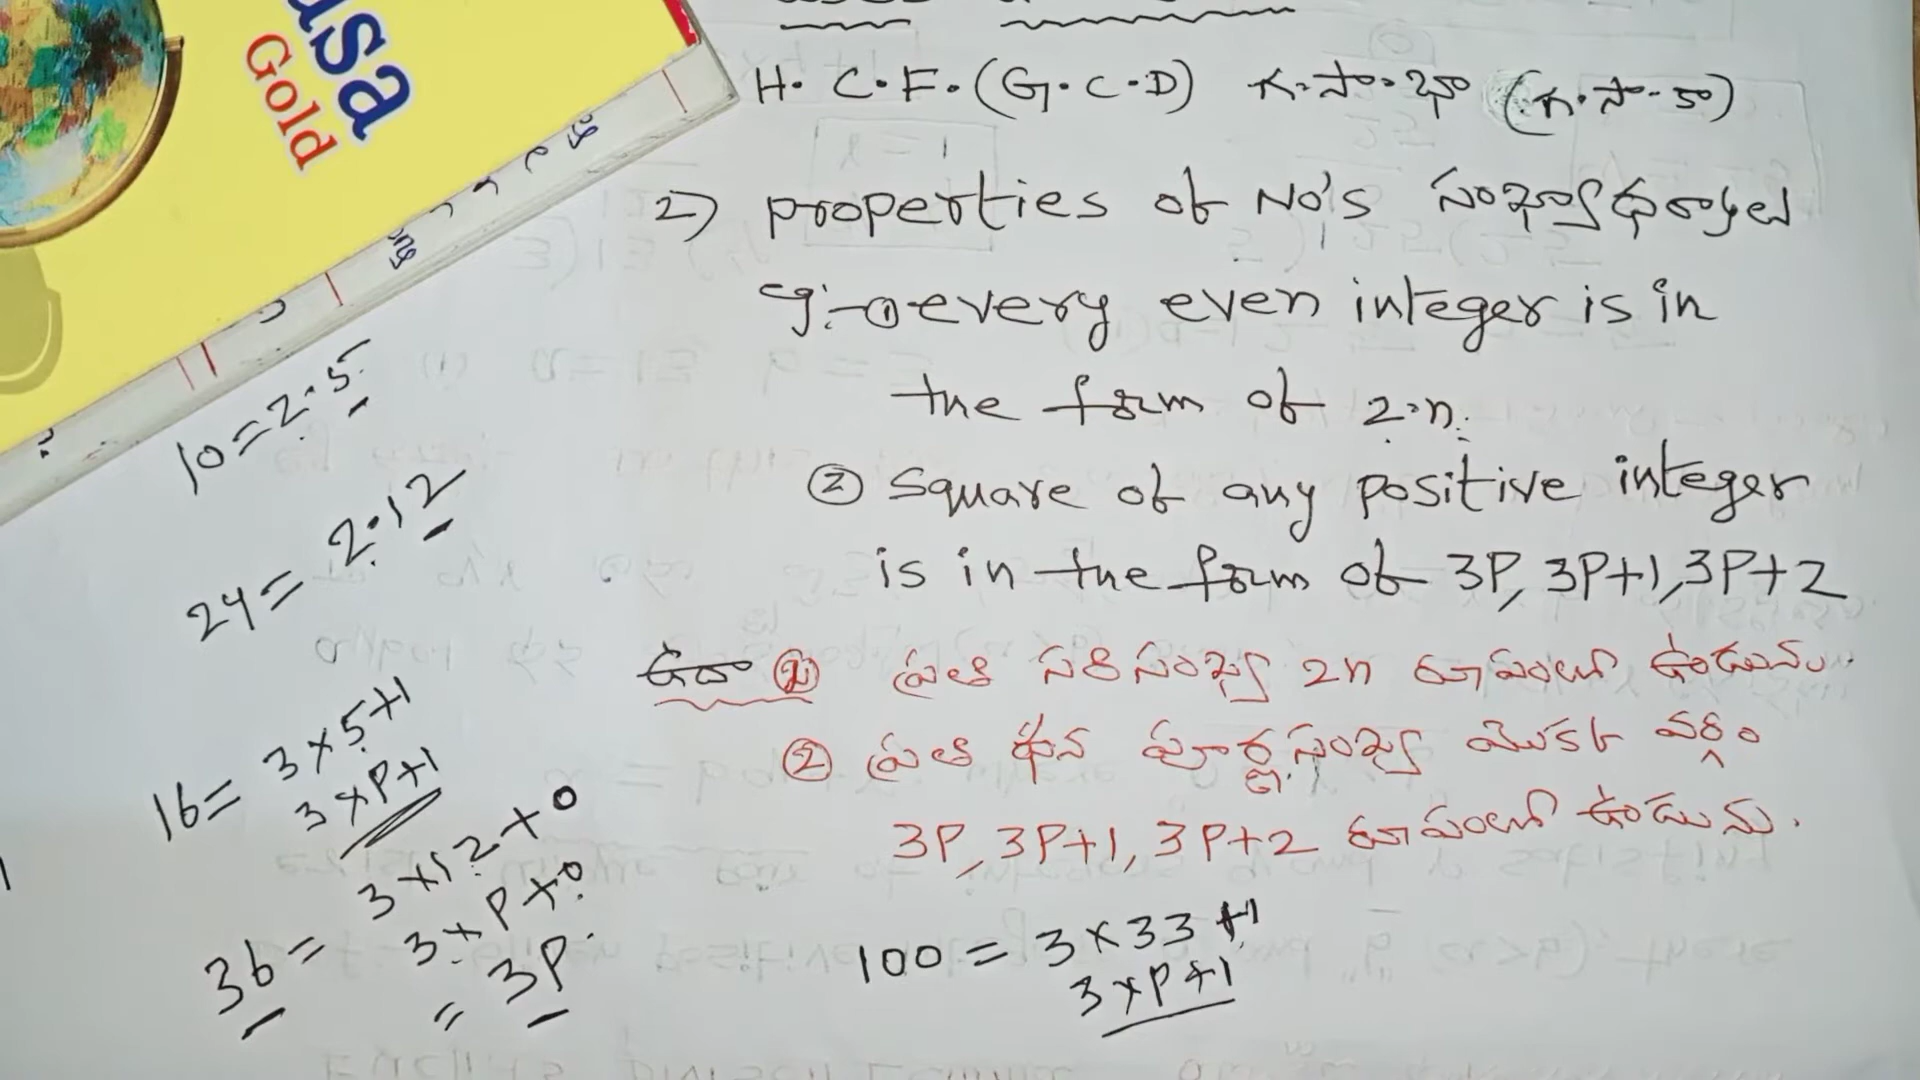 usa
Gold
H. C.F. (G.C.D) గ.సా.భా (గ.సా.కా)
2) properties of No's సంఖ్యాధర్మాలు
eg:-① every even integer is in
the form of 2.n.
② Square of any positive integer
is in the form of 3P, 3P+1, 3P+2
ఉదా ① ప్రతి సరిసంఖ్య 2n రూపంలో ఉండును.
② ప్రతి ధన పూర్ణసంఖ్య యొక్క వర్గం
3P, 3P+1, 3P+2 రూపంలో ఉండును.
10=2.5
24=2.12
16=3×5+1
3×P+1
36=3×12+0
3×P+0
=3P.
100=3×33+1
3×P+1